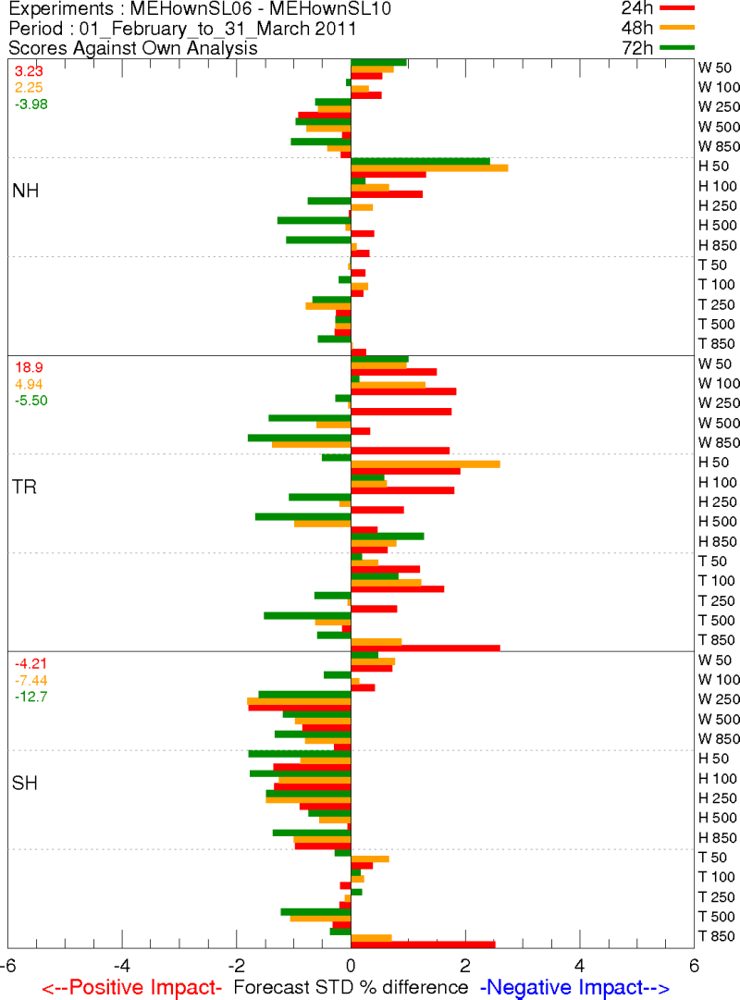 Experiments : MEHownSL06 - MEHownSL10 24h
Period : 01_February_to_31_March 2011 48h
Scores Against Own Analysis 72h
3.23
2.25
-3.98
W 50
W 100
W 250
W 500
W 850
NH
H 50
H 100
H 250
H 500
H 850
T 50
T 100
T 250
T 500
T 850
18.9
4.94
-5.50
W 50
W 100
W 250
W 500
W 850
TR
H 50
H 100
H 250
H 500
H 850
T 50
T 100
T 250
T 500
T 850
-4.21
-7.44
-12.7
W 50
W 100
W 250
W 500
W 850
SH
H 50
H 100
H 250
H 500
H 850
T 50
T 100
T 250
T 500
T 850
-6 -4 -2 0 2 4 6
<--Positive Impact- Forecast STD % difference -Negative Impact-->